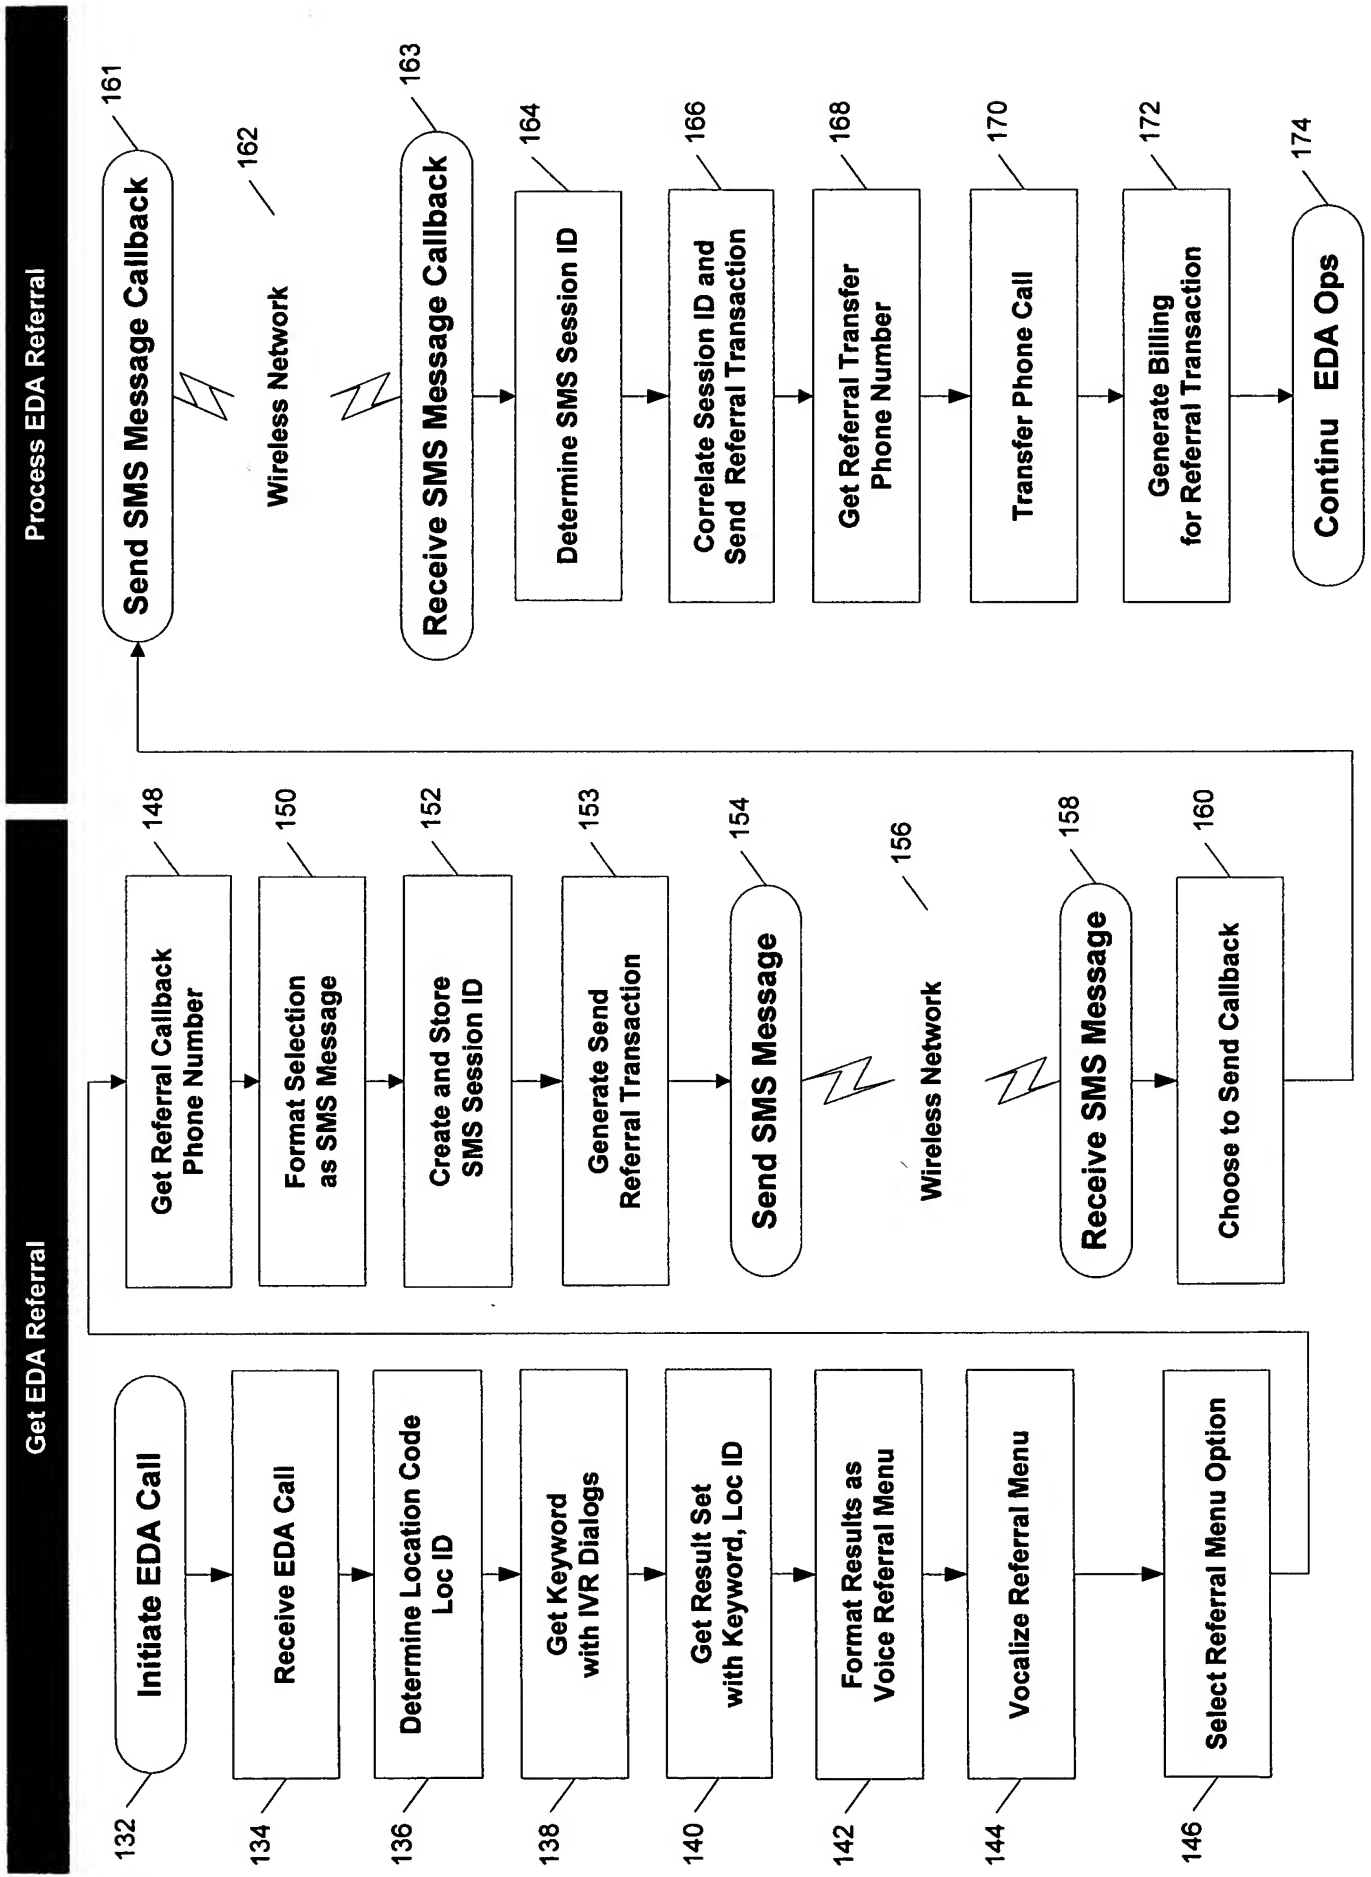 Get EDA Referral
Process EDA Referral
132
Initiate EDA Call
134
Receive EDA Call
136
Determine Location Code
Loc ID
138
Get Keyword
with IVR Dialogs
140
Get Result Set
with Keyword, Loc ID
142
Format Results as
Voice Referral Menu
144
Vocalize Referral Menu
146
Select Referral Menu Option
148
Get Referral Callback
Phone Number
150
Format Selection
as SMS Message
152
Create and Store
SMS Session ID
153
Generate Send
Referral Transaction
154
Send SMS Message
156
Wireless Network
158
Receive SMS Message
160
Choose to Send Callback
161
Send SMS Message Callback
162
Wireless Network
163
Receive SMS Message Callback
164
Determine SMS Session ID
166
Correlate Session ID and
Send Referral Transaction
168
Get Referral Transfer
Phone Number
170
Transfer Phone Call
172
Generate Billing
for Referral Transaction
174
Continu EDA Ops